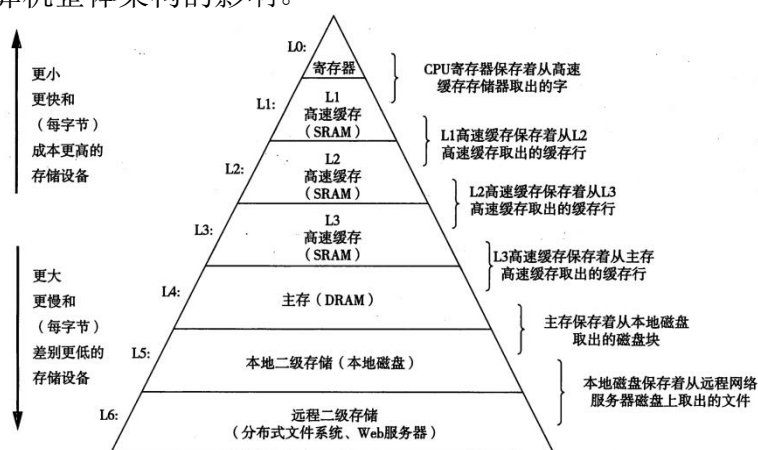 算机整体架构的影响。
L0:
寄存器
CPU寄存器保存着从高速
缓存存储器取出的字
更小
更快和
（每字节）
成本更高的
存储设备
L1:
L1
高速缓存
（SRAM）
L1高速缓存保存着从L2
高速缓存取出的缓存行
L2:
L2
高速缓存
（SRAM）
L2高速缓存保存着从L3
高速缓存取出的缓存行
L3:
L3
高速缓存
（SRAM）
L3高速缓存保存着从主存
高速缓存取出的缓存行
更大
更慢和
（每字节）
差别更低的
存储设备
L4:
主存（DRAM）
主存保存着从本地磁盘
取出的磁盘块
L5:
本地二级存储（本地磁盘）
本地磁盘保存着从远程网络
服务器磁盘上取出的文件
L6:
远程二级存储
（分布式文件系统、Web服务器）